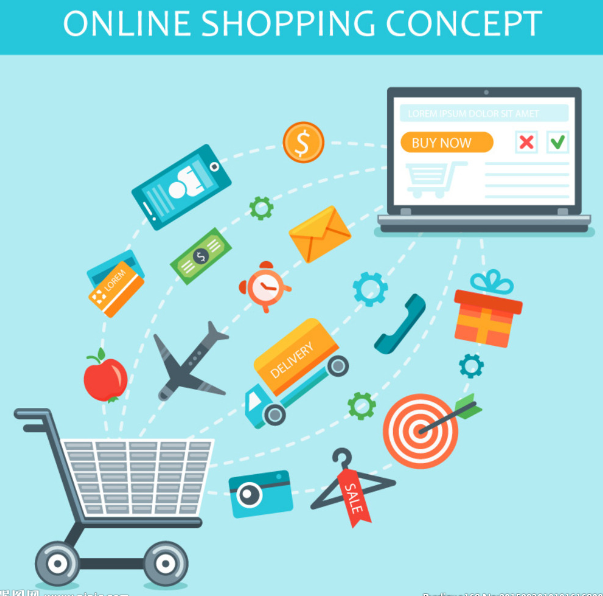 ONLINE SHOPPING CONCEPT
LOREM IPSUM DOLOR SIT AMET
BUY NOW
$
LOREM
$
DELIVERY
SALE